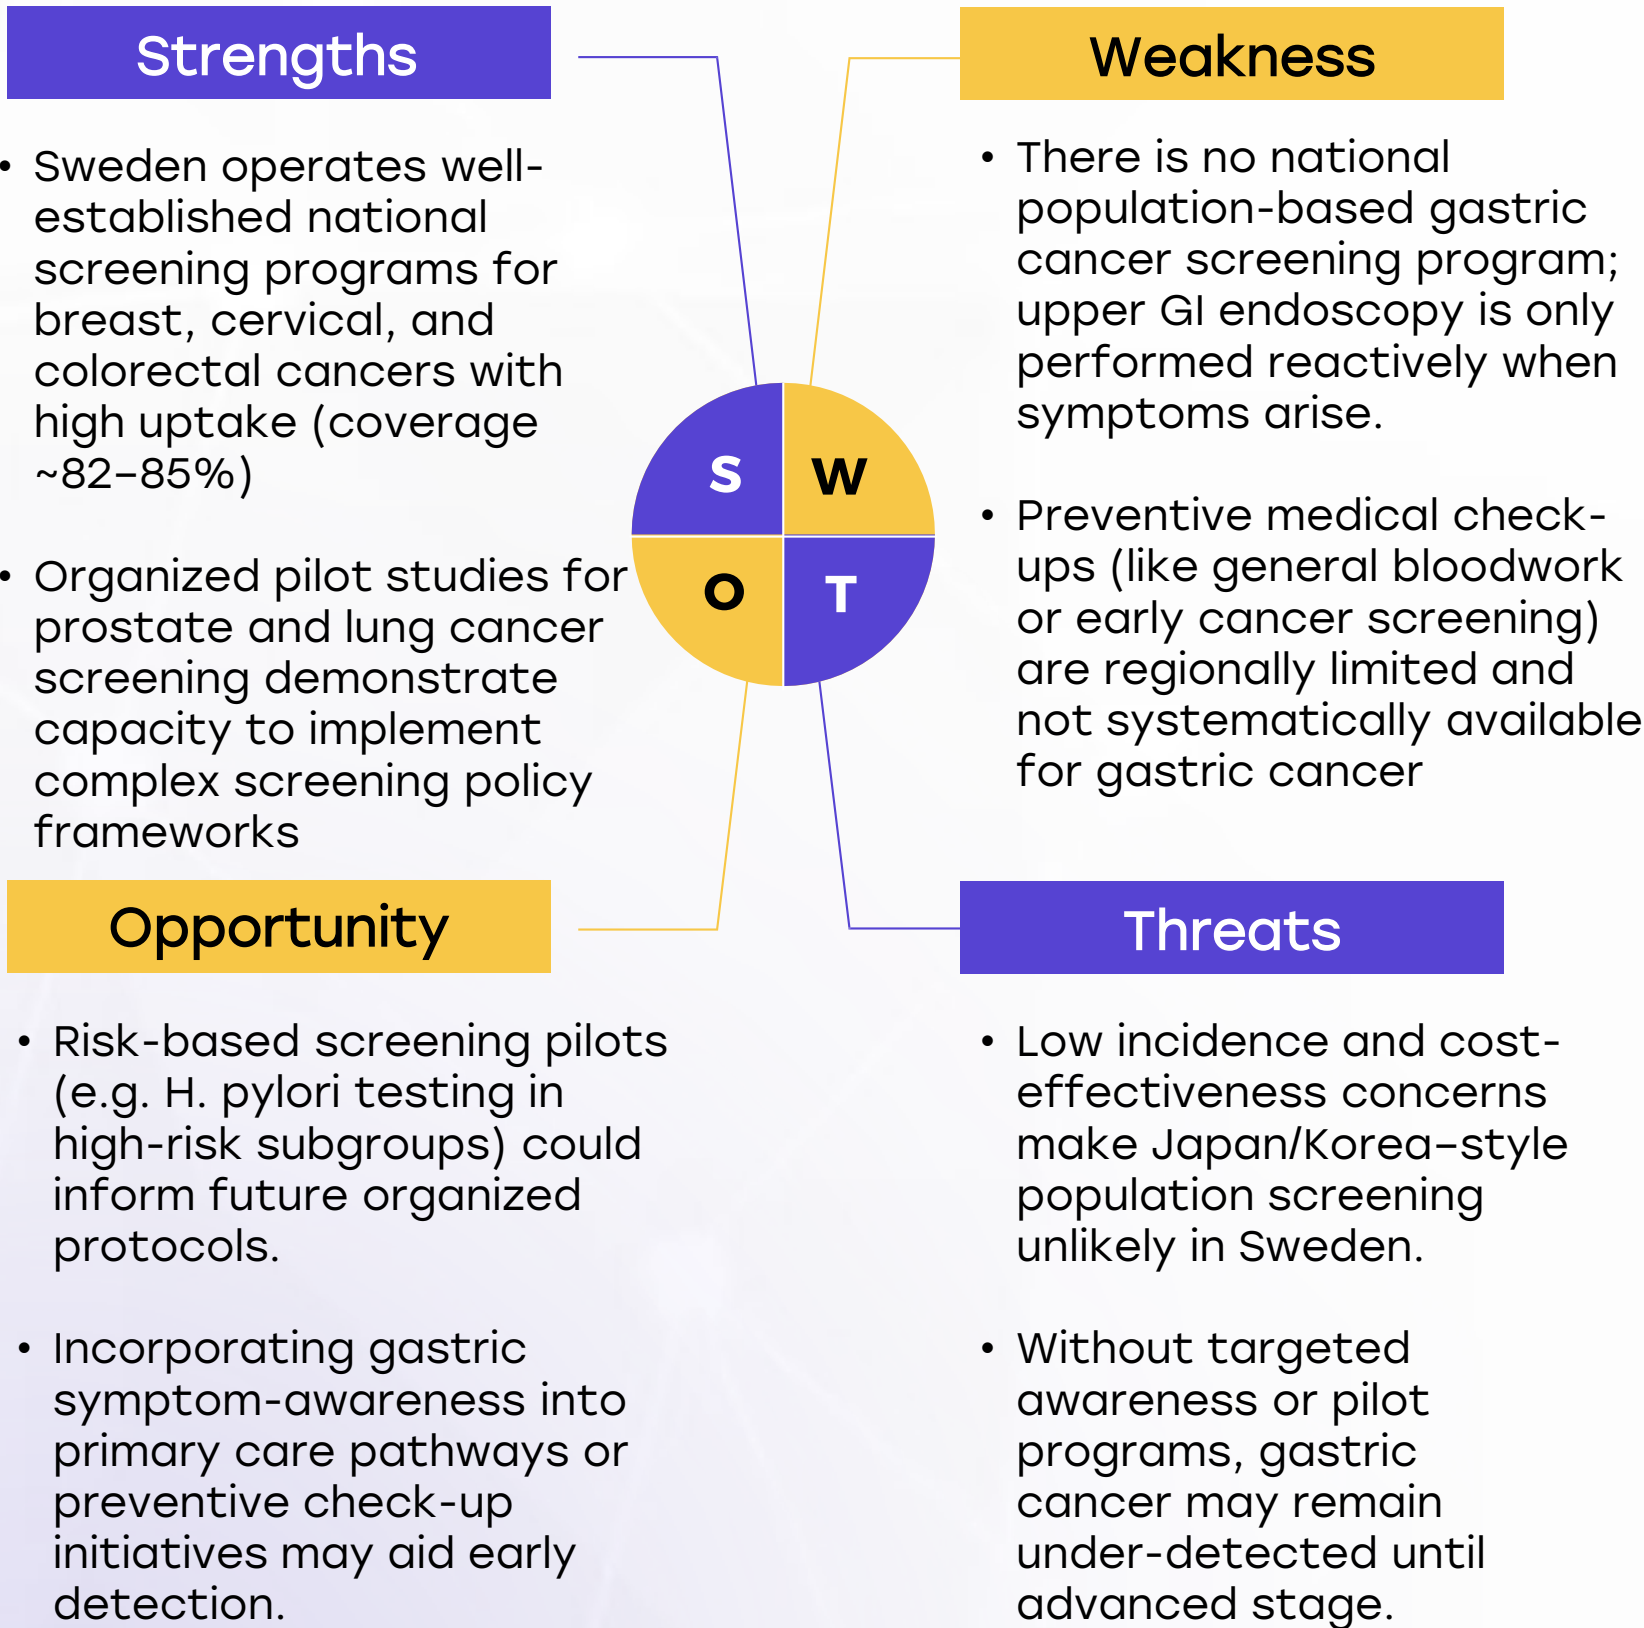 Strengths
• Sweden operates well-
established national
screening programs for
breast, cervical, and
colorectal cancers with
high uptake (coverage
~82–85%)
• Organized pilot studies for
prostate and lung cancer
screening demonstrate
capacity to implement
complex screening policy
frameworks
Weakness
• There is no national
population-based gastric
cancer screening program;
upper GI endoscopy is only
performed reactively when
symptoms arise.
• Preventive medical check-
ups (like general bloodwork
or early cancer screening)
are regionally limited and
not systematically available
for gastric cancer
S
W
O
T
Opportunity
• Risk-based screening pilots
(e.g. H. pylori testing in
high-risk subgroups) could
inform future organized
protocols.
• Incorporating gastric
symptom-awareness into
primary care pathways or
preventive check-up
initiatives may aid early
detection.
Threats
• Low incidence and cost-
effectiveness concerns
make Japan/Korea–style
population screening
unlikely in Sweden.
• Without targeted
awareness or pilot
programs, gastric
cancer may remain
under-detected until
advanced stage.